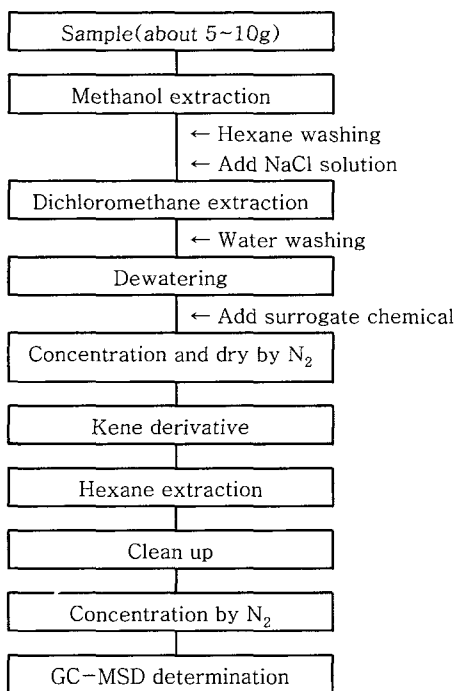 Sample(about 5~10g)
Methanol extraction
← Hexane washing
← Add NaCl solution
Dichloromethane extraction
← Water washing
Dewatering
← Add surrogate chemical
Concentration and dry by N₂
Kene derivative
Hexane extraction
Clean up
Concentration by N₂
GC-MSD determination